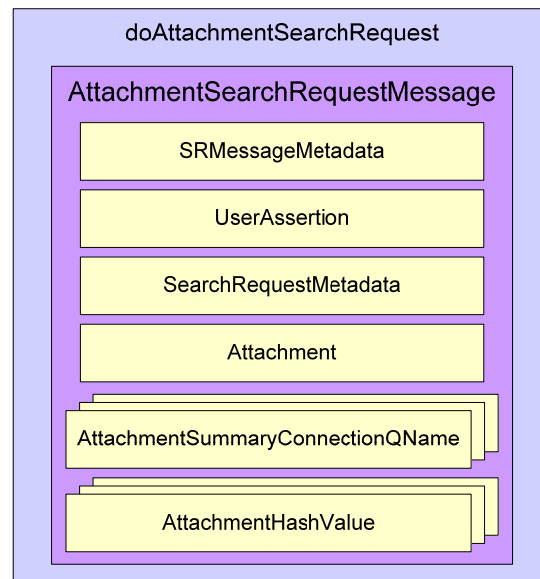 doAttachmentSearchRequest
AttachmentSearchRequestMessage
SRMessageMetadata
UserAssertion
SearchRequestMetadata
Attachment
AttachmentSummaryConnectionQName
AttachmentHashValue